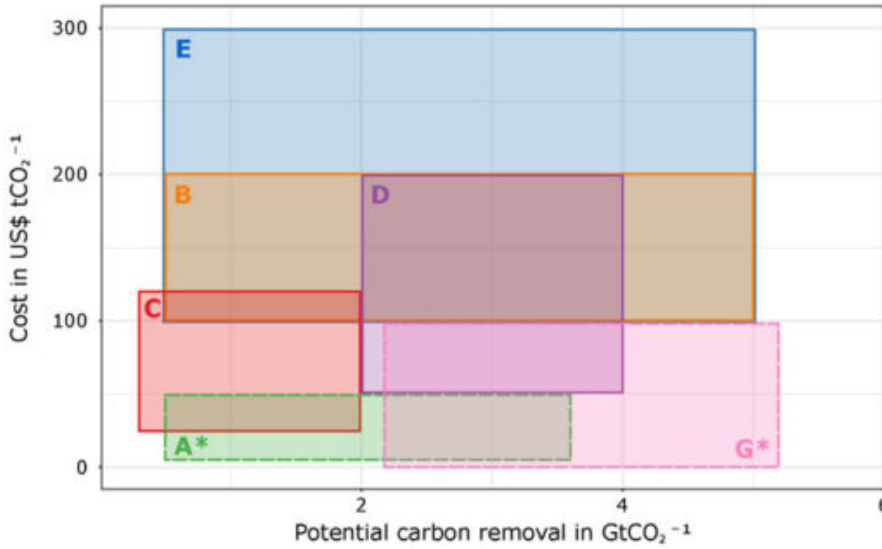 300
E
200
B
D
Cost in US$ tCO₂⁻¹
C
100
A*
G*
0
2
4
6
Potential carbon removal in GtCO₂⁻¹